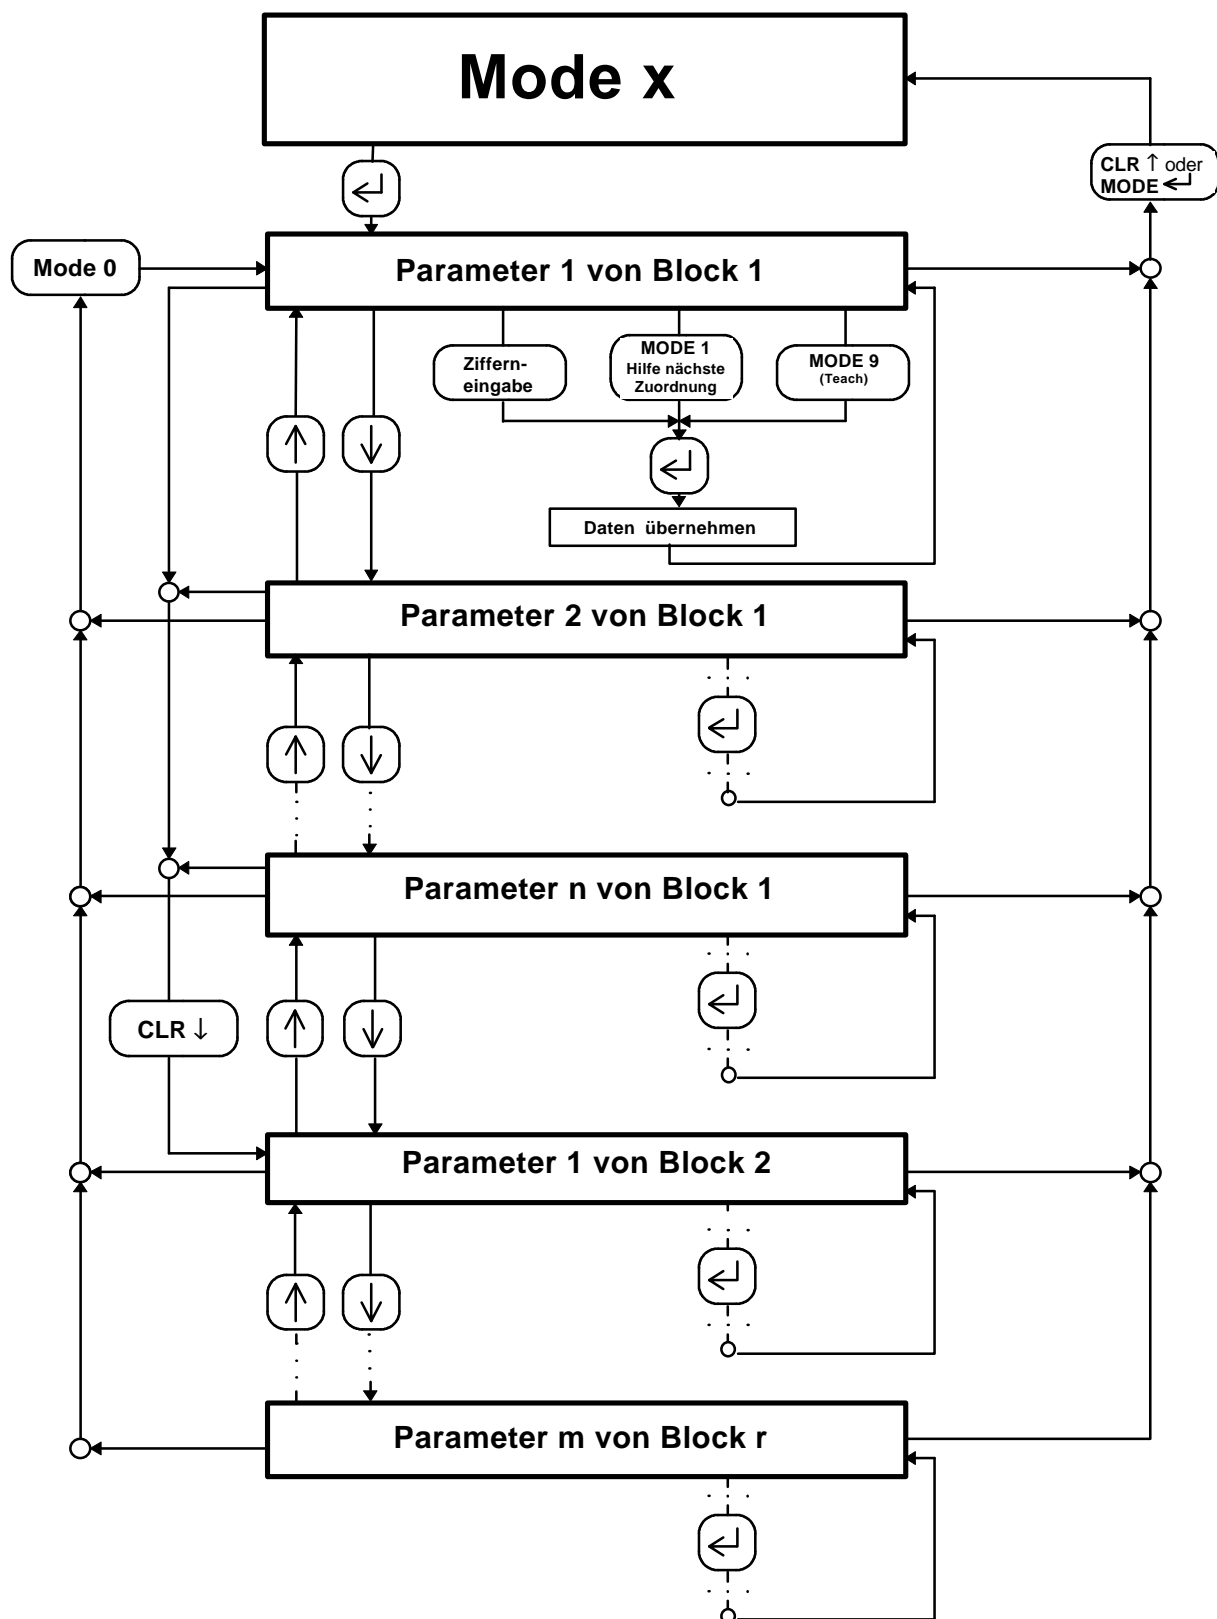 Mode x
CLR ↑ oder
MODE ↵
↵
Mode 0
Parameter 1 von Block 1
Ziffern-
eingabe
MODE 1
Hilfe nächste
Zuordnung
MODE 9
(Teach)
↑ ↓
↵
Daten übernehmen
Parameter 2 von Block 1
↵
↑ ↓
Parameter n von Block 1
↵
CLR ↓
↑ ↓
Parameter 1 von Block 2
↵
↑ ↓
Parameter m von Block r
↵